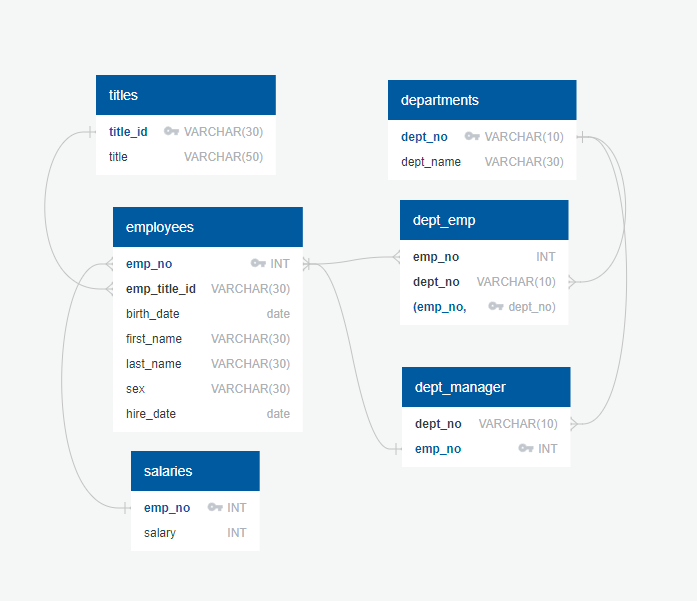 titles
title_id VARCHAR(30)
title VARCHAR(50)
departments
dept_no VARCHAR(10)
dept_name VARCHAR(30)
employees
emp_no INT
emp_title_id VARCHAR(30)
birth_date date
first_name VARCHAR(30)
last_name VARCHAR(30)
sex VARCHAR(30)
hire_date date
dept_emp
emp_no INT
dept_no VARCHAR(10)
(emp_no, dept_no)
dept_manager
dept_no VARCHAR(10)
emp_no INT
salaries
emp_no INT
salary INT